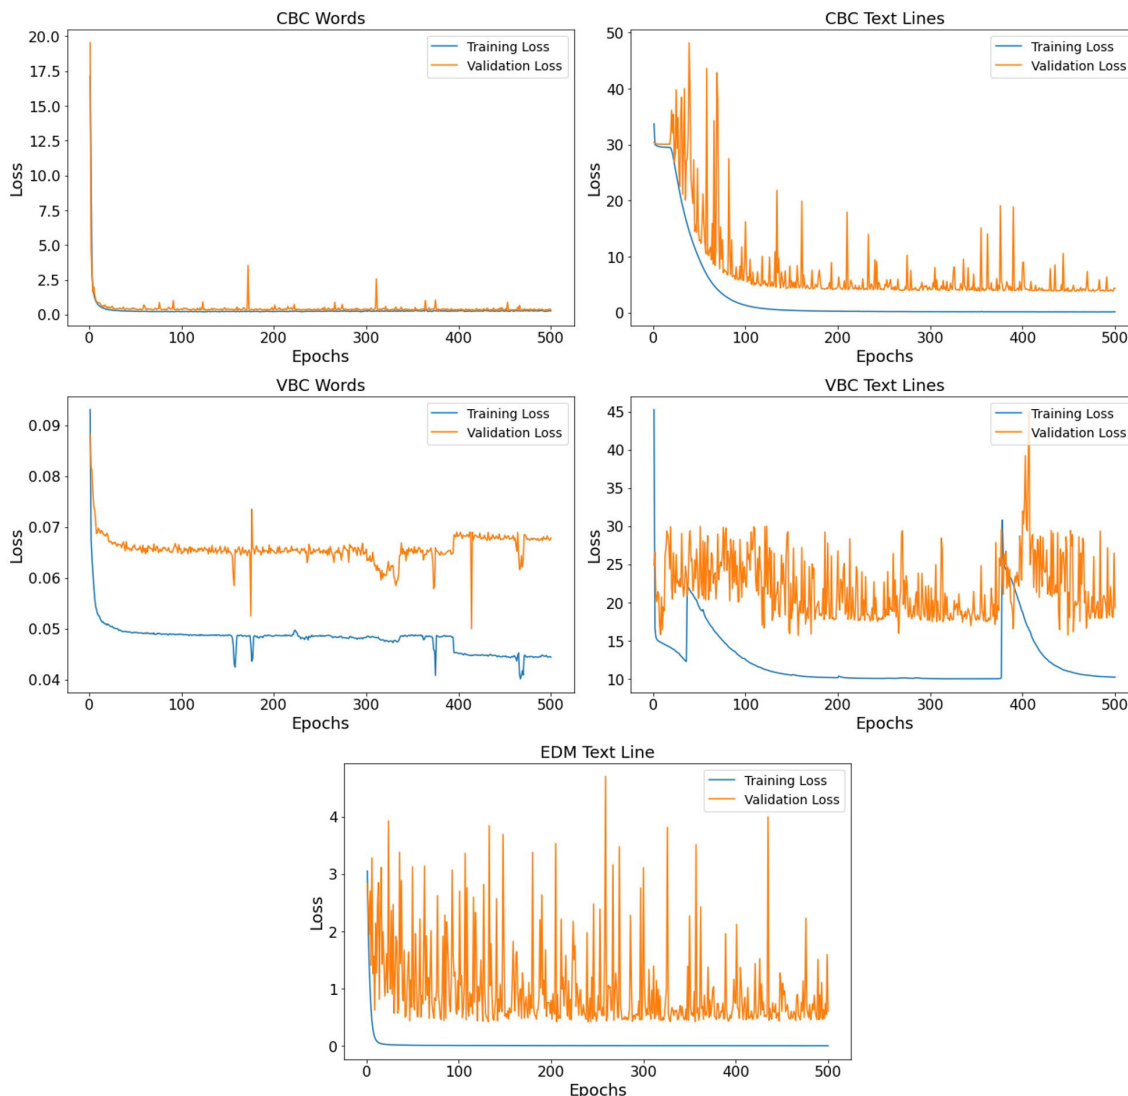 CBC Words
20.0
17.5
15.0
12.5
10.0
7.5
5.0
2.5
0.0
Loss
Training Loss
Validation Loss
0 100 200 300 400 500
Epochs
CBC Text Lines
50
40
30
20
10
0
Loss
Training Loss
Validation Loss
0 100 200 300 400 500
Epochs
VBC Words
0.09
0.08
0.07
0.06
0.05
0.04
Loss
Training Loss
Validation Loss
0 100 200 300 400 500
Epochs
VBC Text Lines
45
40
35
30
25
20
15
10
Loss
Training Loss
Validation Loss
0 100 200 300 400 500
Epochs
EDM Text Line
4
3
2
1
0
Loss
Training Loss
Validation Loss
0 100 200 300 400 500
Epochs